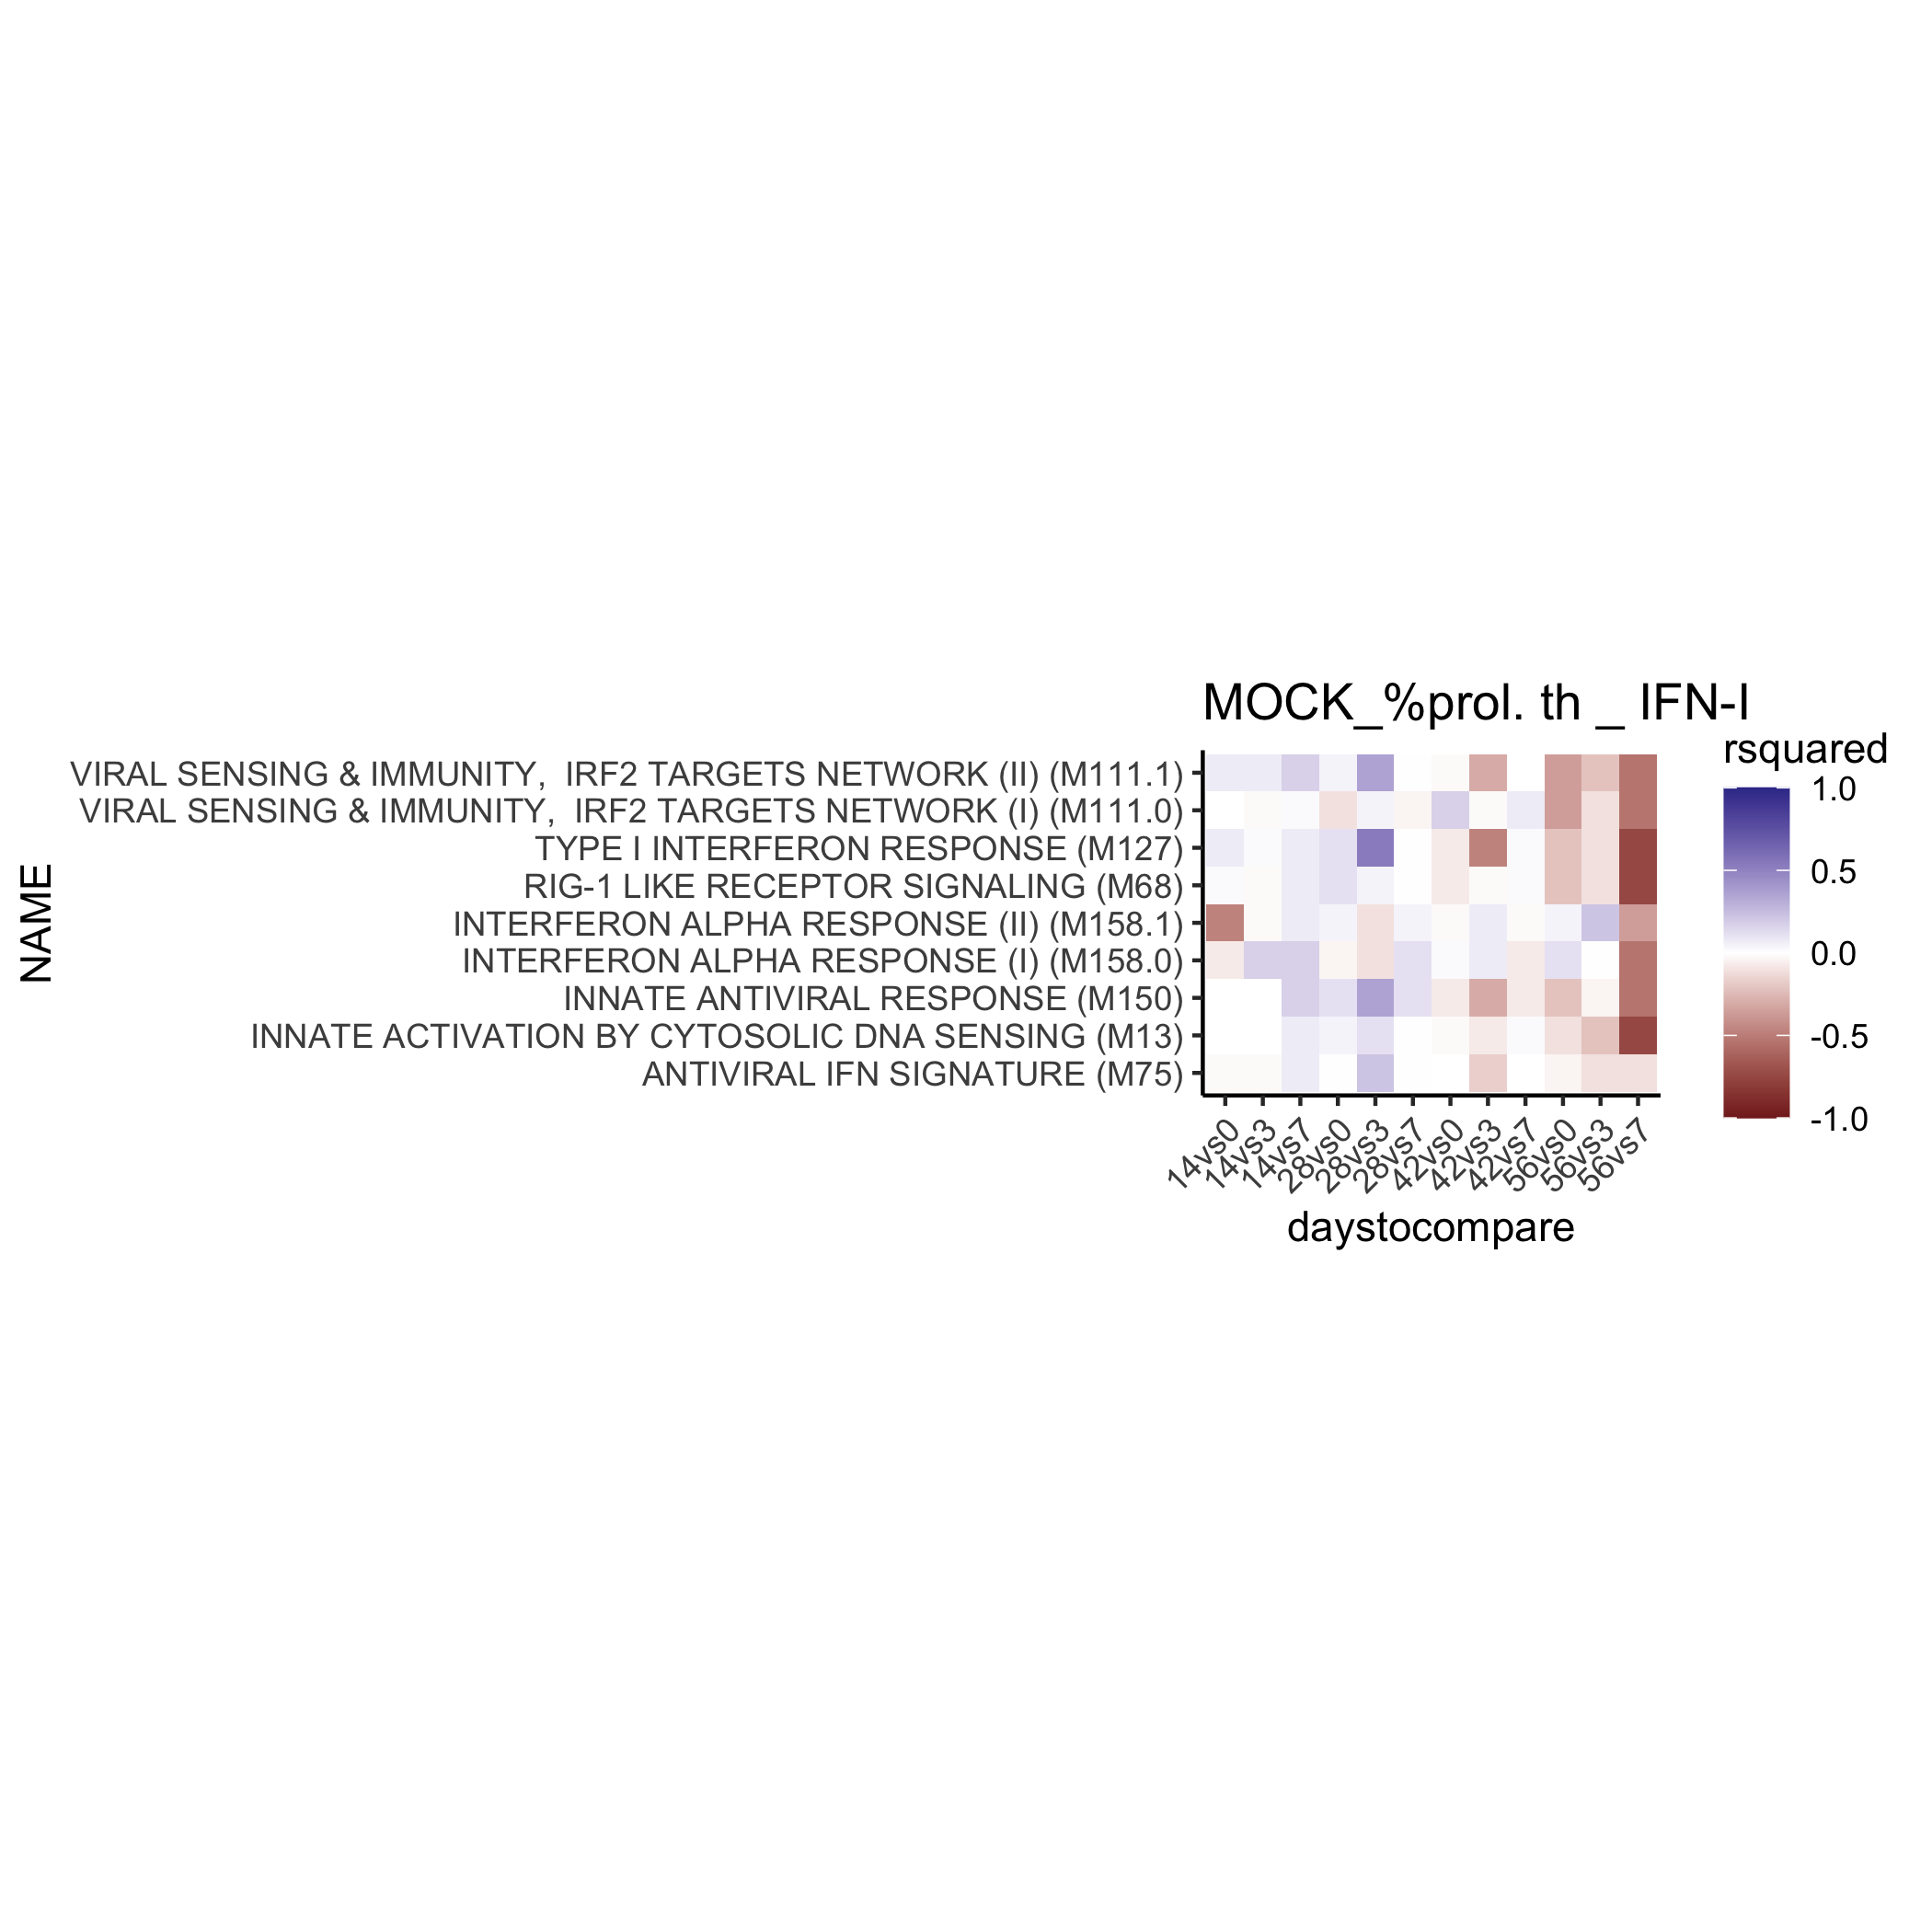 MOCK_%prol. th _ IFN-I
NAME
VIRAL SENSING & IMMUNITY,  IRF2 TARGETS NETWORK (II) (M111.1)
VIRAL SENSING & IMMUNITY,  IRF2 TARGETS NETWORK (I) (M111.0)
TYPE I INTERFERON RESPONSE (M127)
RIG-1 LIKE RECEPTOR SIGNALING (M68)
INTERFERON ALPHA RESPONSE (II) (M158.1)
INTERFERON ALPHA RESPONSE (I) (M158.0)
INNATE ANTIVIRAL RESPONSE (M150)
INNATE ACTIVATION BY CYTOSOLIC DNA SENSING (M13)
ANTIVIRAL IFN SIGNATURE (M75)
14vs0
14vs3
14vs7
28vs0
28vs3
28vs7
42vs0
42vs3
42vs7
56vs0
56vs3
56vs7
daystocompare
rsquared
1.0
0.5
0.0
-0.5
-1.0